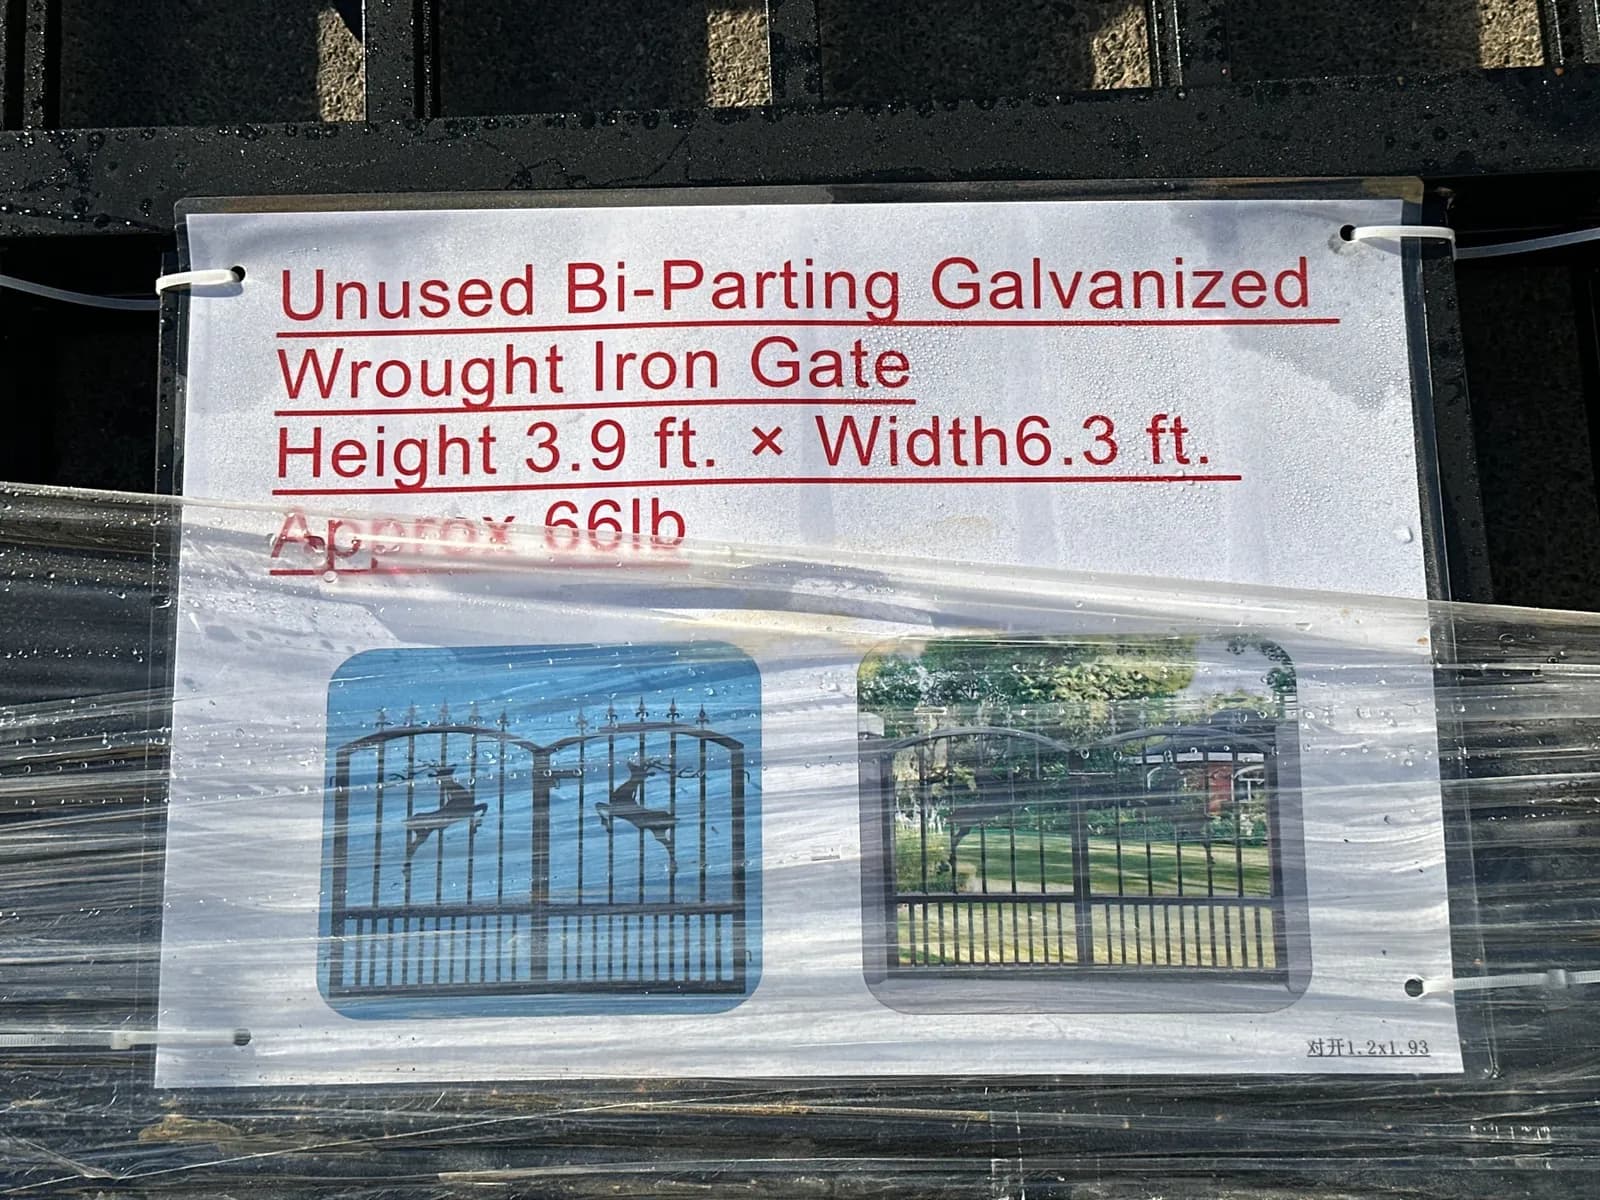 Unused Bi-Parting Galvanized
Wrought Iron Gate
Height 3.9 ft. × Width6.3 ft.
Approx 66lb
对开1.2x1.93